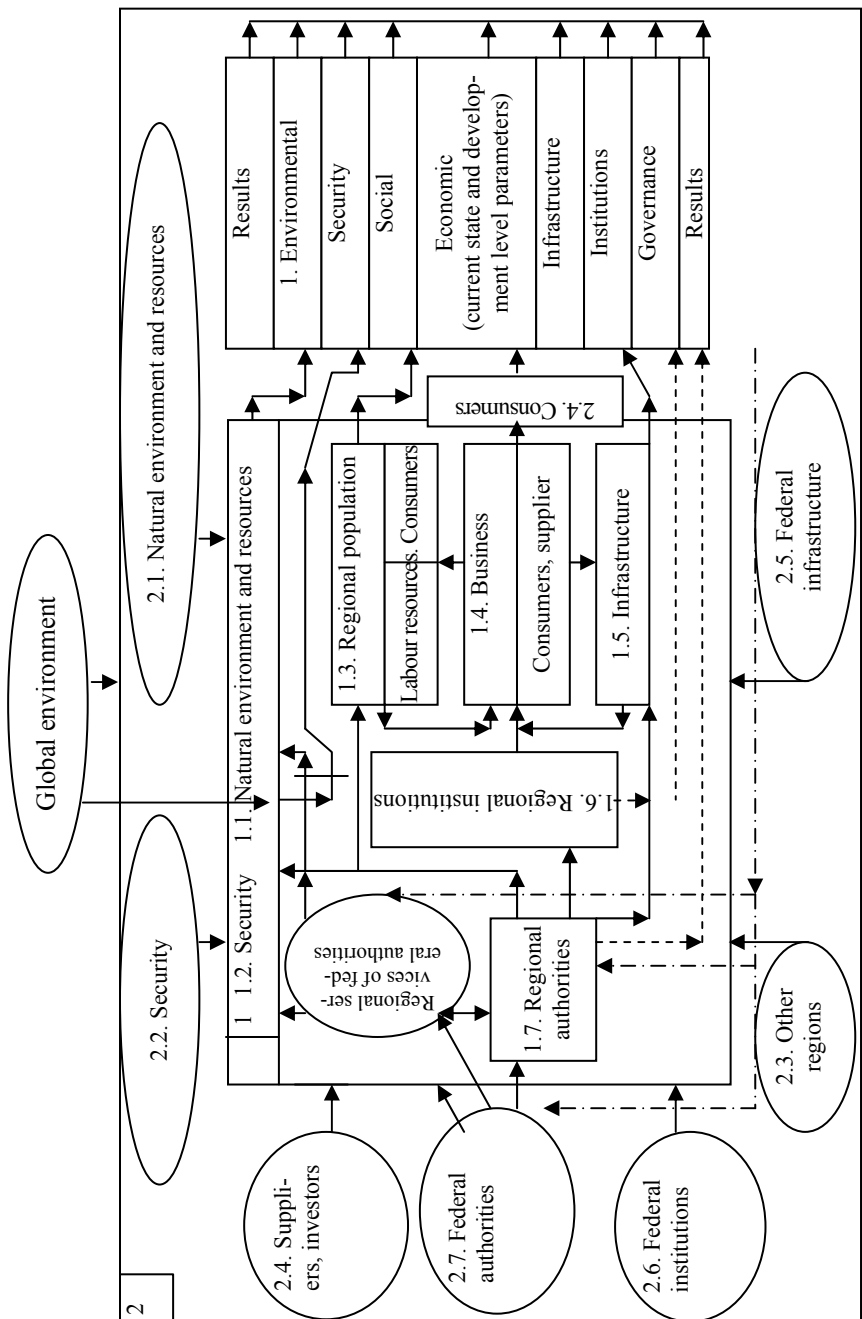 Global environment
2
2.2. Security
2.1. Natural environment and resources
2.4. Suppli-
ers, investors
2.7. Federal
authorities
2.6. Federal
institutions
1
1.2. Security
1.1. Natural environment and resources
Regional ser-
vices of fed-
eral authorities
1.7. Regional
authorities
1.6. Regional institutions
1.3. Regional population
Labour resources. Consumers
1.4. Business
Consumers, supplier
1.5. Infrastructure
2.4. Consumers
Results
1. Environmental
Security
Social
Economic
(current state and develop-
ment level parameters)
Infrastructure
Institutions
Governance
Results
2.3. Other
regions
2.5. Federal
infrastructure